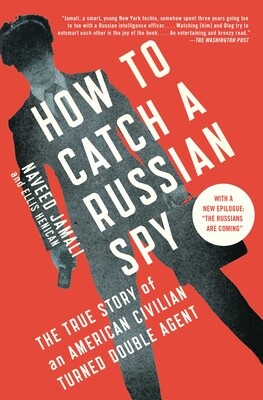 "Jamali, a smart, young New York techie, somehow spent three years going toe
to toe with a Russian intelligence officer. . . . Watching [him] and Oleg try to
outsmart each other is the joy of the book. . . . An entertaining and breezy read."
—THE WASHINGTON POST
HOW TO
CATCH A
RUSSIAN
SPY
NAVEED JAMALI
and ELLIS HENICAN
WITH A
NEW EPILOGUE:
"THE RUSSIANS
ARE COMING"
THE TRUE STORY of
an AMERICAN CIVILIAN
TURNED DOUBLE AGENT